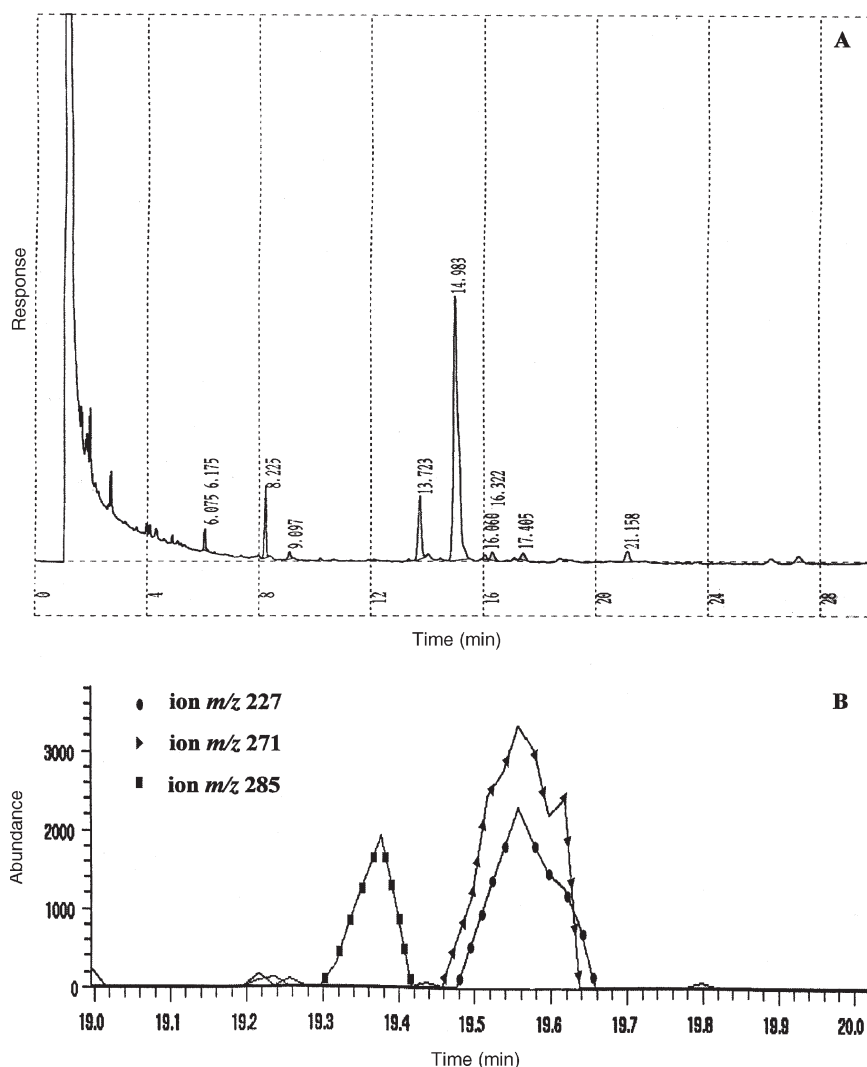 A
Response
6.075 6.175
8.225
9.097
13.723
14.983
16.060 16.322
17.405
21.158
0 4 8 12 16 20 24 28
Time (min)
B
ion m/z 227
ion m/z 271
ion m/z 285
Abundance
3000
2000
1000
0
19.0 19.1 19.2 19.3 19.4 19.5 19.6 19.7 19.8 19.9 20.0
Time (min)